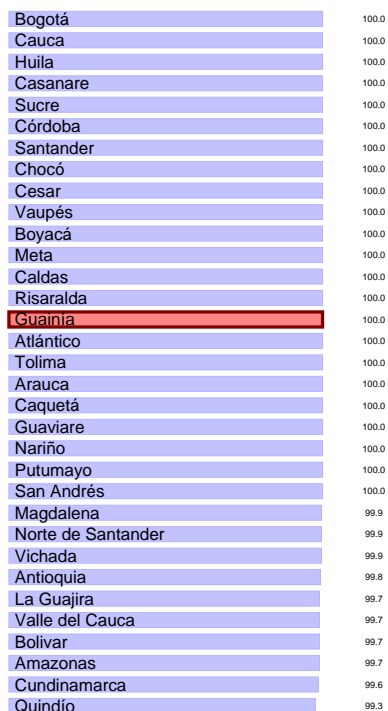 Bogotá 100.0
Cauca 100.0
Huila 100.0
Casanare 100.0
Sucre 100.0
Córdoba 100.0
Santander 100.0
Chocó 100.0
Cesar 100.0
Vaupés 100.0
Boyacá 100.0
Meta 100.0
Caldas 100.0
Risaralda 100.0
Guainía 100.0
Atlántico 100.0
Tolima 100.0
Arauca 100.0
Caquetá 100.0
Guaviare 100.0
Nariño 100.0
Putumayo 100.0
San Andrés 100.0
Magdalena 99.9
Norte de Santander 99.9
Vichada 99.9
Antioquia 99.8
La Guajira 99.7
Valle del Cauca 99.7
Bolivar 99.7
Amazonas 99.7
Cundinamarca 99.6
Quindío 99.3